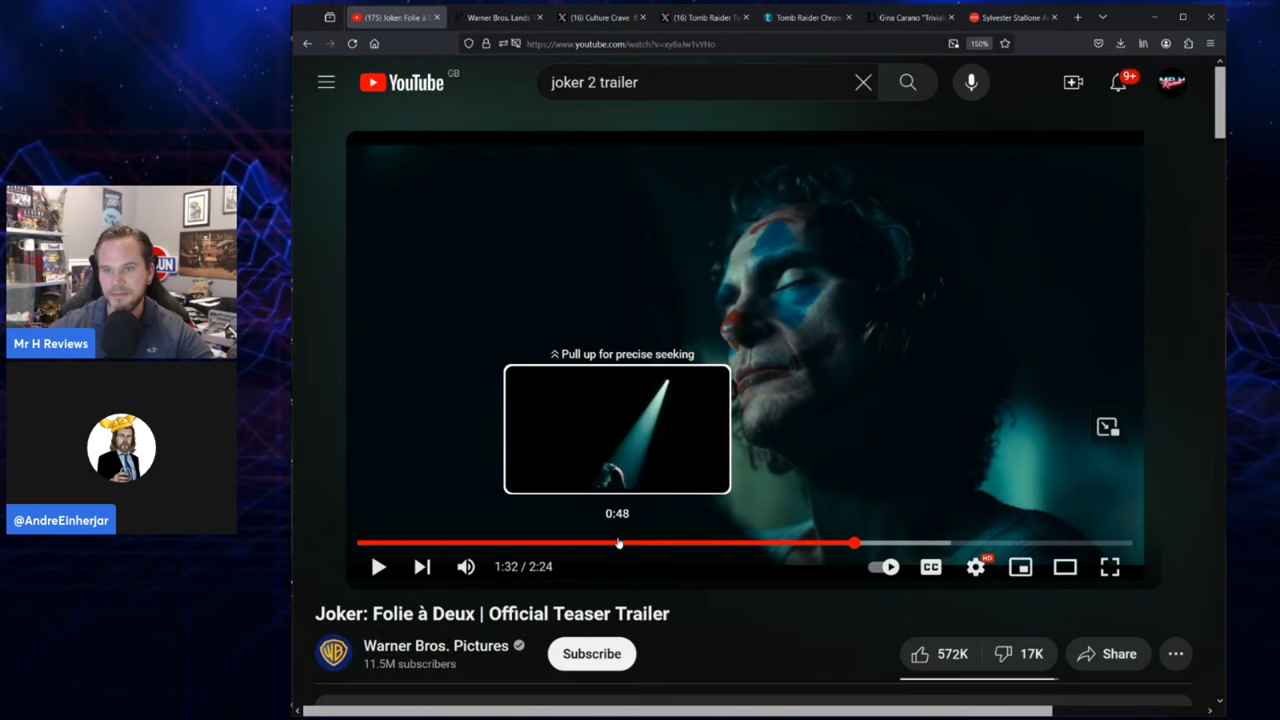 (175) Joker: Folie à D
Warner Bros. Lands
(16) Culture Crave
(16) Tomb Raider T
Tomb Raider Chron
Gina Carano "Trivial
Sylvester Stallone A
https://www.youtube.com/watch?v=xy8aJw1vYHo
150%
YouTube GB
joker 2 trailer
9+
Pull up for precise seeking
0:48
1:32 / 2:24
CC
HD
Joker: Folie à Deux | Official Teaser Trailer
Warner Bros. Pictures
11.5M subscribers
Subscribe
572K
17K
Share
Mr H Reviews
@AndreEinherjar